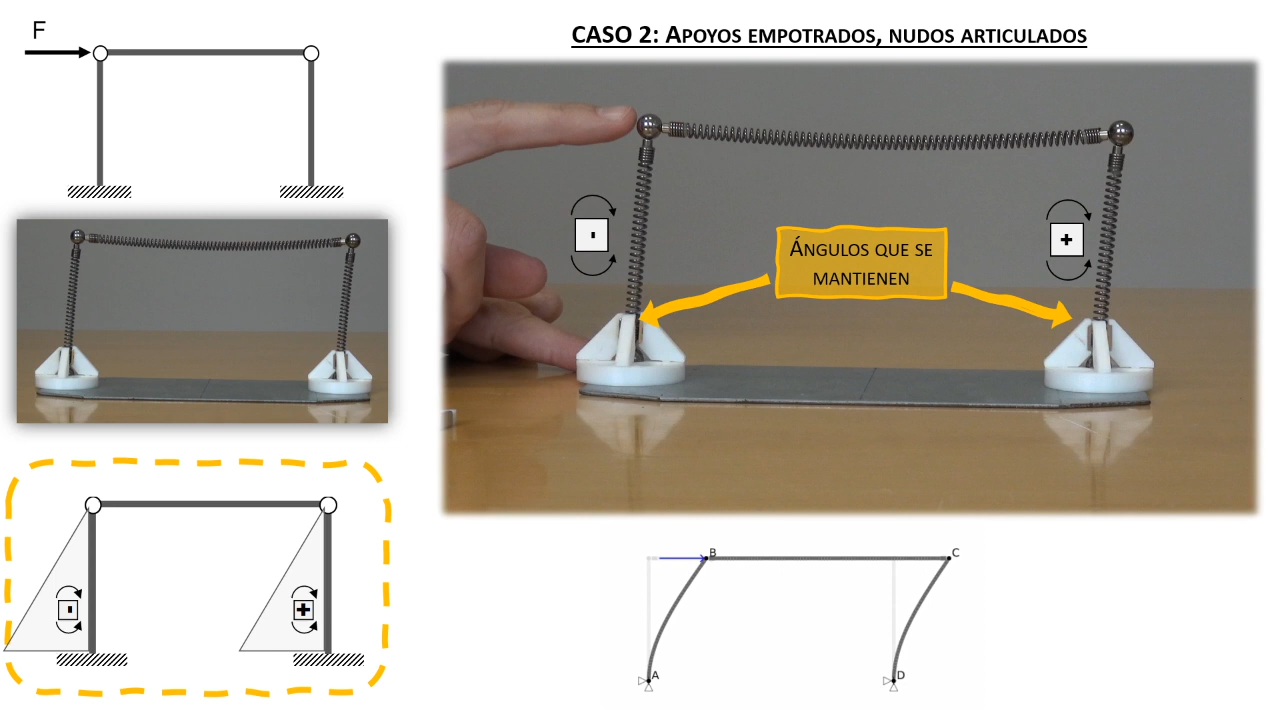 F
CASO 2: APOYOS EMPOTRADOS, NUDOS ARTICULADOS
-
+
ÁNGULOS QUE SE
MANTIENEN
-
+
B
C
A
D